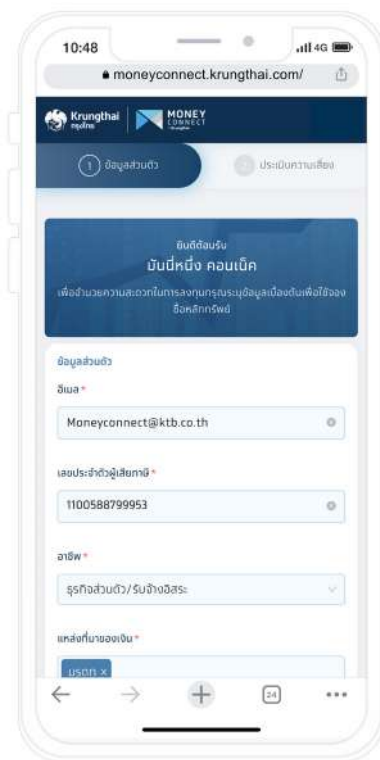 10:48
4G
moneyconnect.krungthai.com/
Krungthai
กรุงไทย
MONEY
CONNECT
1 ข้อมูลส่วนตัว
2 ประเมินความเสี่ยง
ยินดีต้อนรับ
มันนี่หนึ่ง คอนเน็ค
เพื่ออำนวยความสะดวกในการลงทุนกรุณาระบุข้อมูลเบื้องต้นเพื่อใช้จอง
ซื้อหลักทรัพย์
ข้อมูลส่วนตัว
อีเมล *
Moneyconnect@ktb.co.th
เลขประจำตัวผู้เสียภาษี *
1100588799953
อาชีพ *
ธุรกิจส่วนตัว/รับจ้างอิสระ
แหล่งที่มาของเงิน *
มรดก ×
24